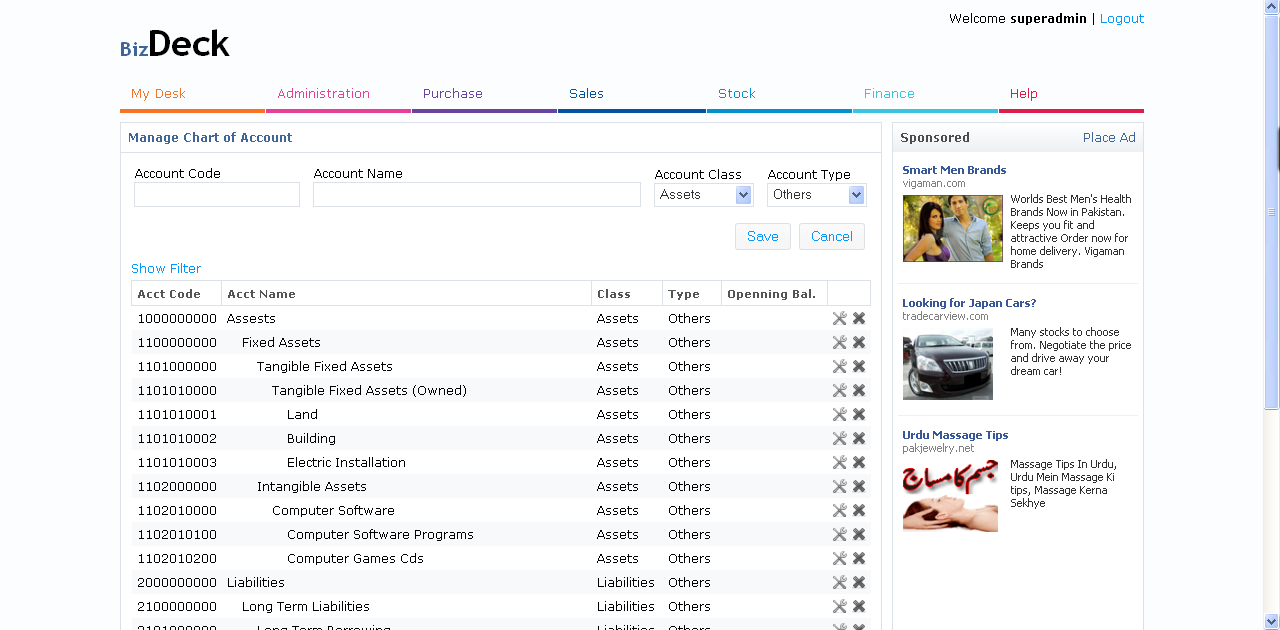 Welcome superadmin | Logout
BizDeck
My Desk Administration Purchase Sales Stock Finance Help
Manage Chart of Account
Account Code Account Name Account Class Account Type
Assets Others
Save Cancel
Show Filter
Acct Code Acct Name Class Type Openning Bal.
1000000000 Assests Assets Others
1100000000 Fixed Assets Assets Others
1101000000 Tangible Fixed Assets Assets Others
1101010000 Tangible Fixed Assets (Owned) Assets Others
1101010001 Land Assets Others
1101010002 Building Assets Others
1101010003 Electric Installation Assets Others
1102000000 Intangible Assets Assets Others
1102010000 Computer Software Assets Others
1102010100 Computer Software Programs Assets Others
1102010200 Computer Games Cds Assets Others
2000000000 Liabilities Liabilities Others
2100000000 Long Term Liabilities Liabilities Others
2101000000 Long Term Borrowing Liabilities Others
Sponsored Place Ad
Smart Men Brands
vigaman.com
Worlds Best Men's Health
Brands Now in Pakistan.
Keeps you fit and
attractive Order now for
home delivery. Vigaman
Brands
Looking for Japan Cars?
tradecarview.com
Many stocks to choose
from. Negotiate the price
and drive away your
dream car!
Urdu Massage Tips
pakjewelry.net
جسم کا مساج
Massage Tips In Urdu,
Urdu Mein Massage Ki
tips, Massage Kerna
Sekhye